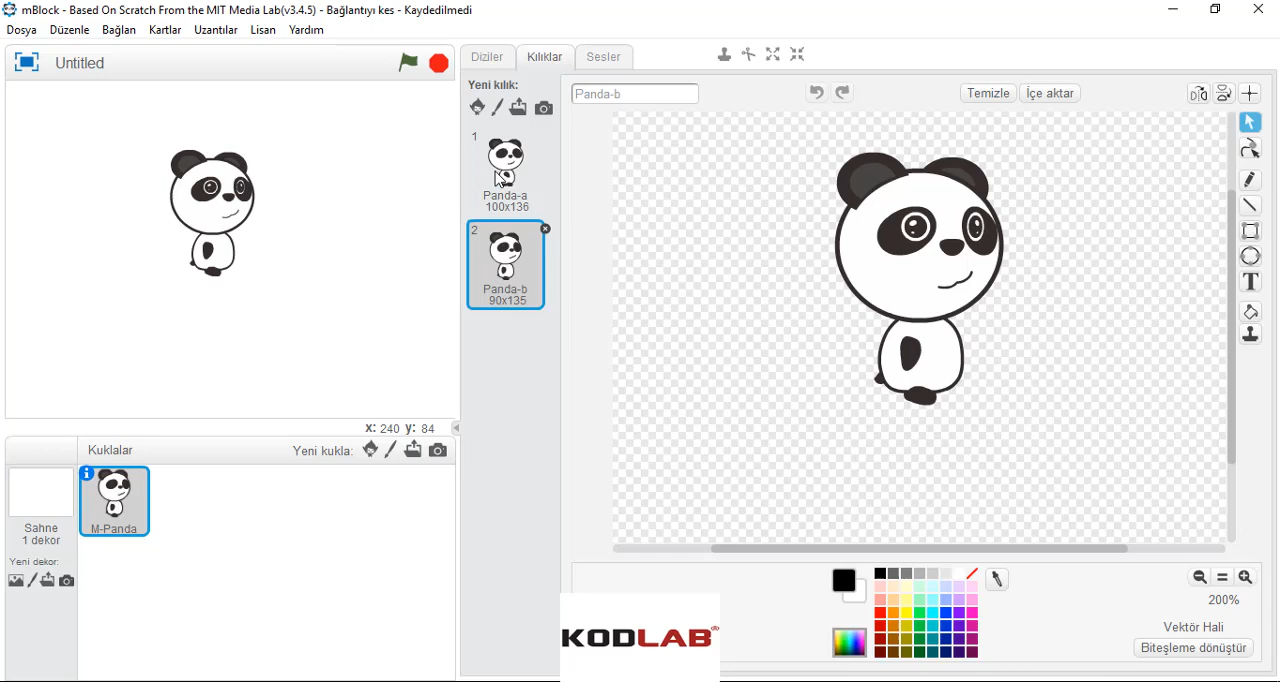 mBlock - Based On Scratch From the MIT Media Lab(v3.4.5) - Bağlantıyı kes - Kaydedilmedi
Dosya Düzenle Bağlan Kartlar Uzantılar Lisan Yardım
Untitled
Diziler Kılıklar Sesler
Yeni kılık:
Panda-b
Temizle İçe aktar
1
Panda-a
100x136
2
Panda-b
90x135
x: 240 y: 84
Kuklalar
Yeni kukla:
M-Panda
Sahne
1 dekor
Yeni dekor:
200%
Vektör Hali
Biteşleme dönüştür
KODLAB